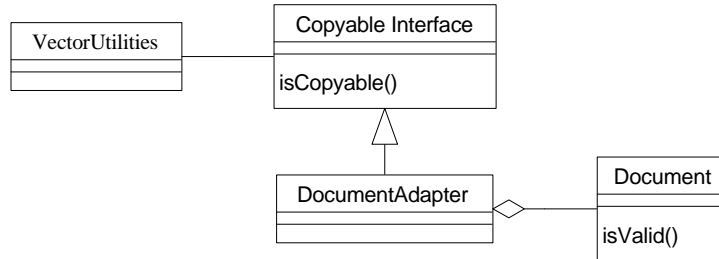 VectorUtilities
Copyable Interface
isCopyable()
DocumentAdapter
Document
isValid()